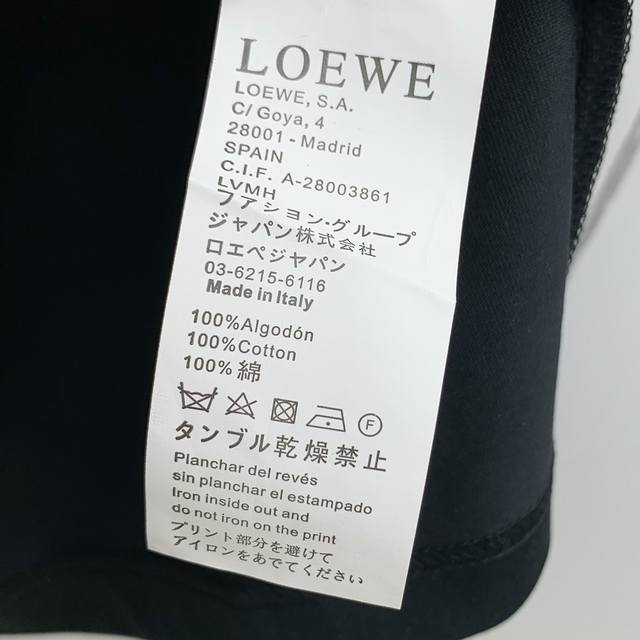 LOEWE
LOEWE, S.A.
C/ Goya, 4
28001 - Madrid
SPAIN
C.I.F. A-28003861
LVMH
ファション・グループ
ジャパン株式会社
ロエベジャパン
03-6215-6116
Made in Italy
100%Algodón
100%Cotton
100% 綿
F
タンブル乾燥禁止
Planchar del revés
sin planchar el estampado
Iron inside out and
do not iron on the print
プリント部分を避けて
アイロンをあでてください